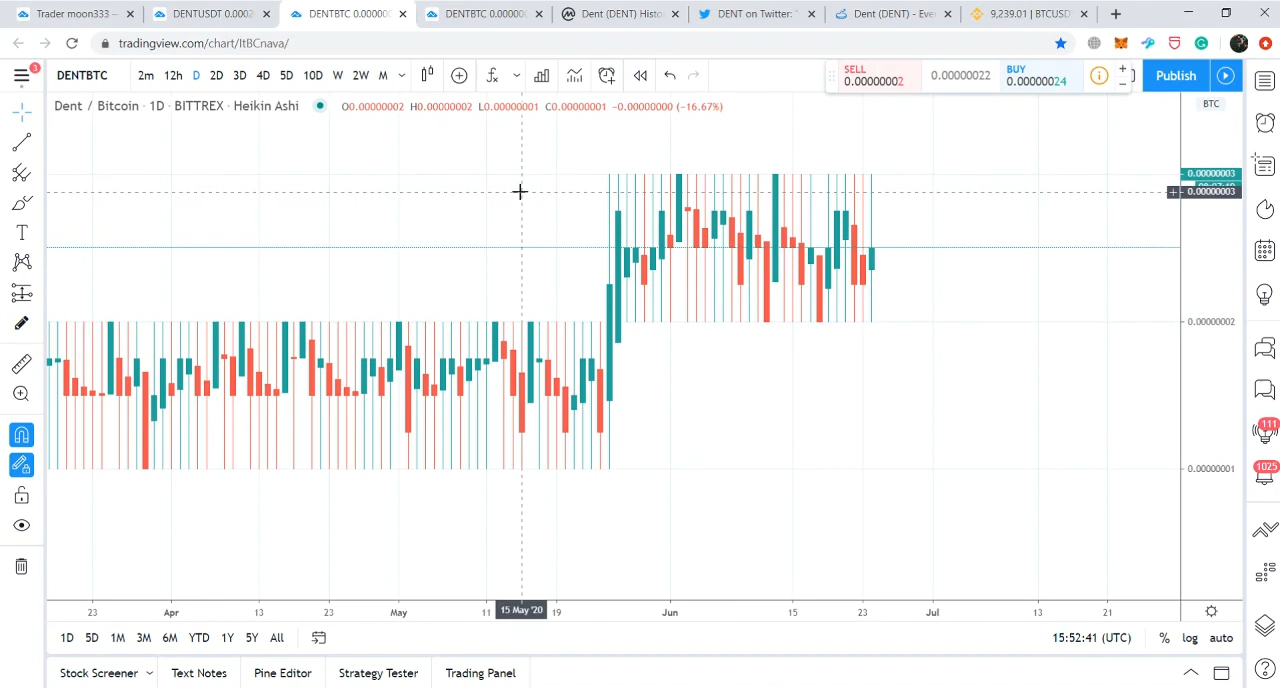 Trader moon333 —
DENTUSDT 0.000
DENTBTC 0.00000
DENTBTC 0.00000
Dent (DENT) Histo
DENT on Twitter: "
Dent (DENT) - Eve
9,239.01 | BTCUSD
tradingview.com/chart/ItBCnava/
3
DENTBTC
2m 12h D 2D 3D 4D 5D 10D W 2W M
SELL
0.00000002
0.00000022
BUY
0.00000024
Publish
Dent / Bitcoin · 1D · BITTREX · Heikin Ashi
O0.00000002 H0.00000002 L0.00000001 C0.00000001 -0.00000000 (-16.67%)
BTC
0.00000003
0.00000003
0.00000002
0.00000001
111
1025
23 Apr 13 23 May 11 15 May '20 19 Jun 15 23 Jul 13 21
1D 5D 1M 3M 6M YTD 1Y 5Y All
15:52:41 (UTC) % log auto
Stock Screener Text Notes Pine Editor Strategy Tester Trading Panel